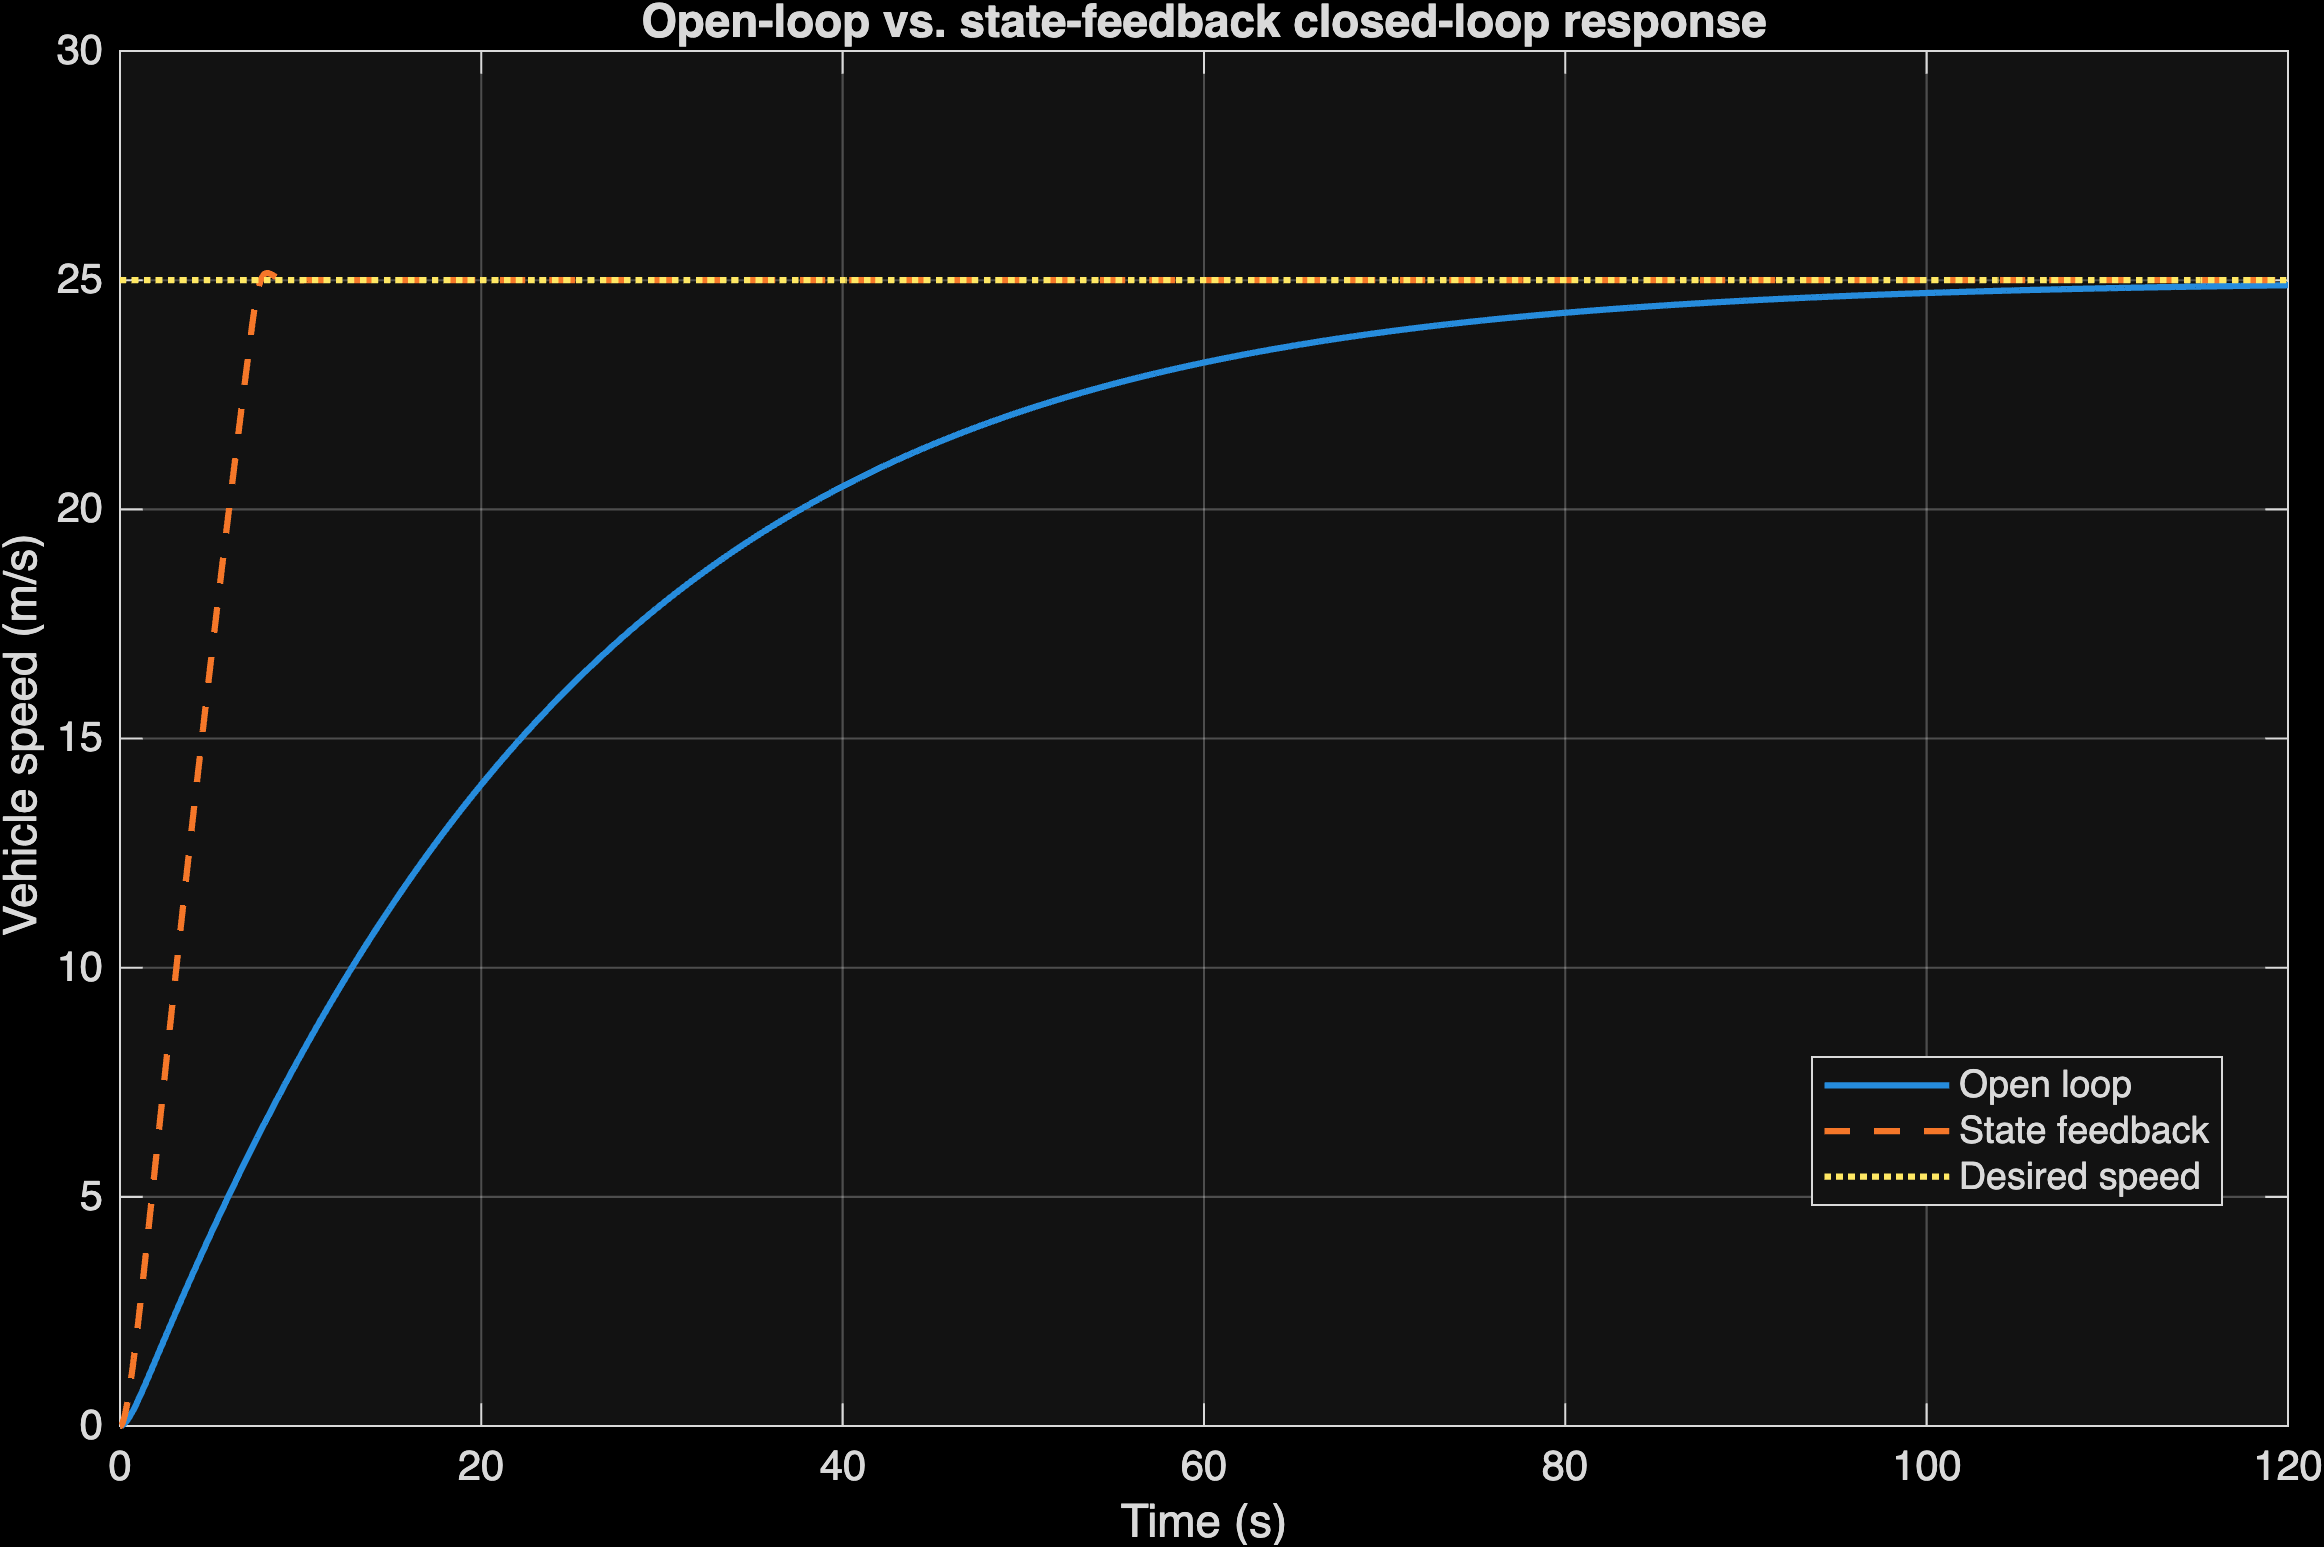 Open-loop vs. state-feedback closed-loop response
30
25
20
15
10
5
0
Vehicle speed (m/s)
0 20 40 60 80 100 120
Time (s)
Open loop
State feedback
Desired speed